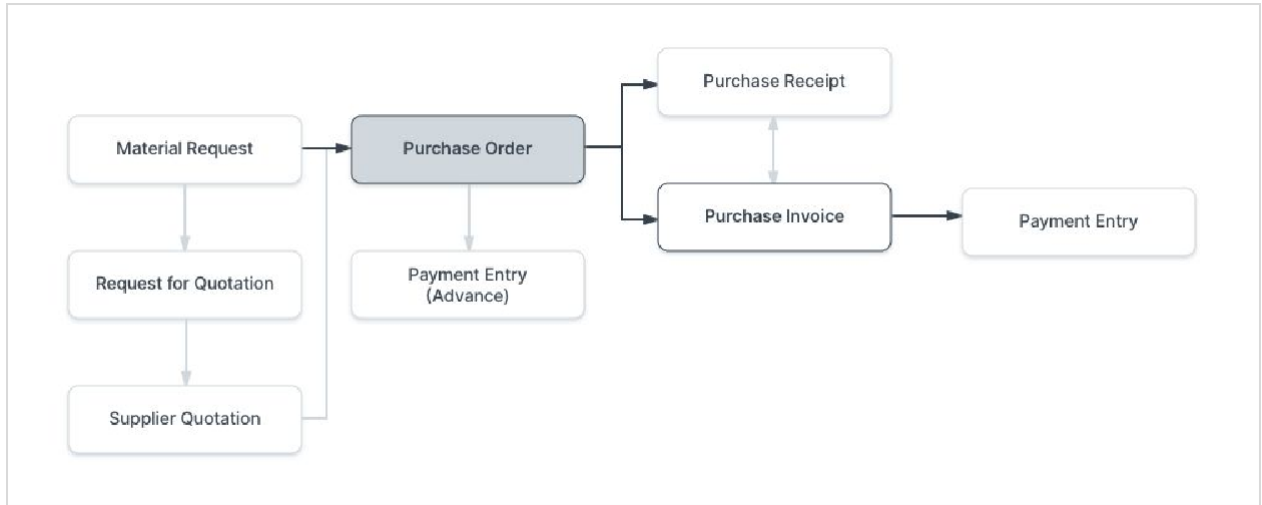 Purchase Receipt
Material Request
Purchase Order
Purchase Invoice
Payment Entry
Request for Quotation
Payment Entry
(Advance)
Supplier Quotation